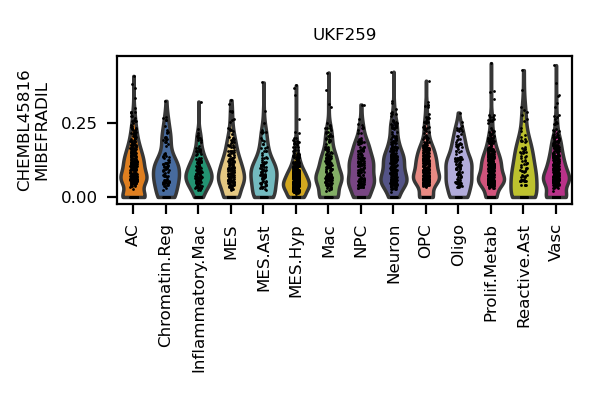 UKF259
CHEMBL45816
MIBEFRADIL
0.25
0.00
AC
Chromatin.Reg
Inflammatory.Mac
MES
MES.Ast
MES.Hyp
Mac
NPC
Neuron
OPC
Oligo
Prolif.Metab
Reactive.Ast
Vasc